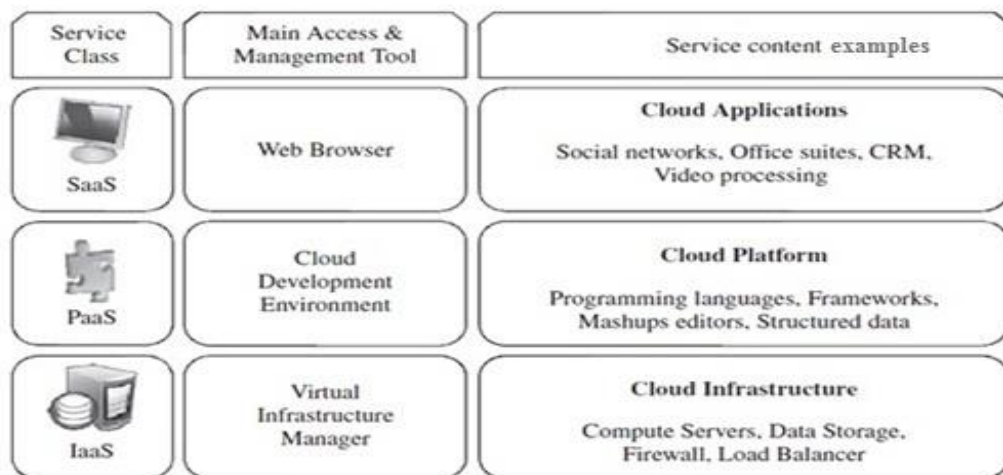 Service
Class
Main Access &
Management Tool
Service content examples
SaaS
Web Browser
Cloud Applications
Social networks, Office suites, CRM,
Video processing
PaaS
Cloud
Development
Environment
Cloud Platform
Programming languages, Frameworks,
Mashups editors, Structured data
IaaS
Virtual
Infrastructure
Manager
Cloud Infrastructure
Compute Servers, Data Storage,
Firewall, Load Balancer